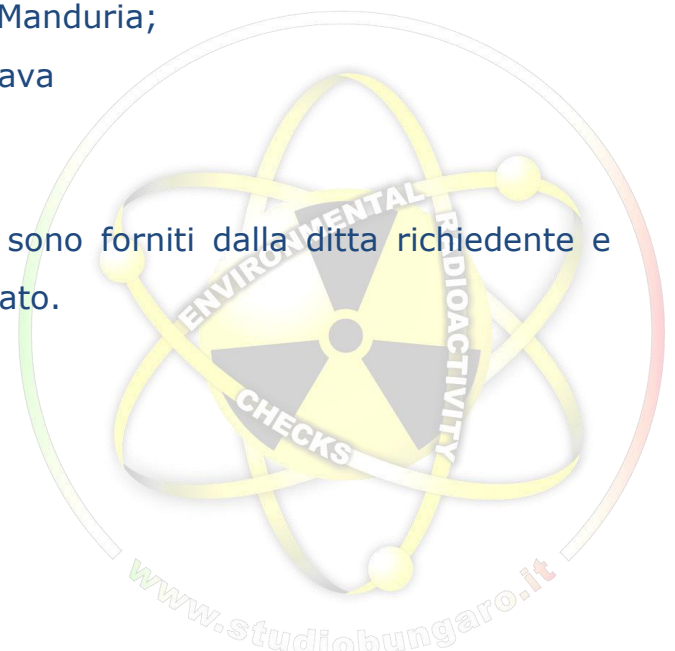 Manduria;
ava
sono forniti dalla ditta richiedente e
ato.
ENVIRONMENTAL RADIOACTIVITY CHECKS
www.studiobungaro.it